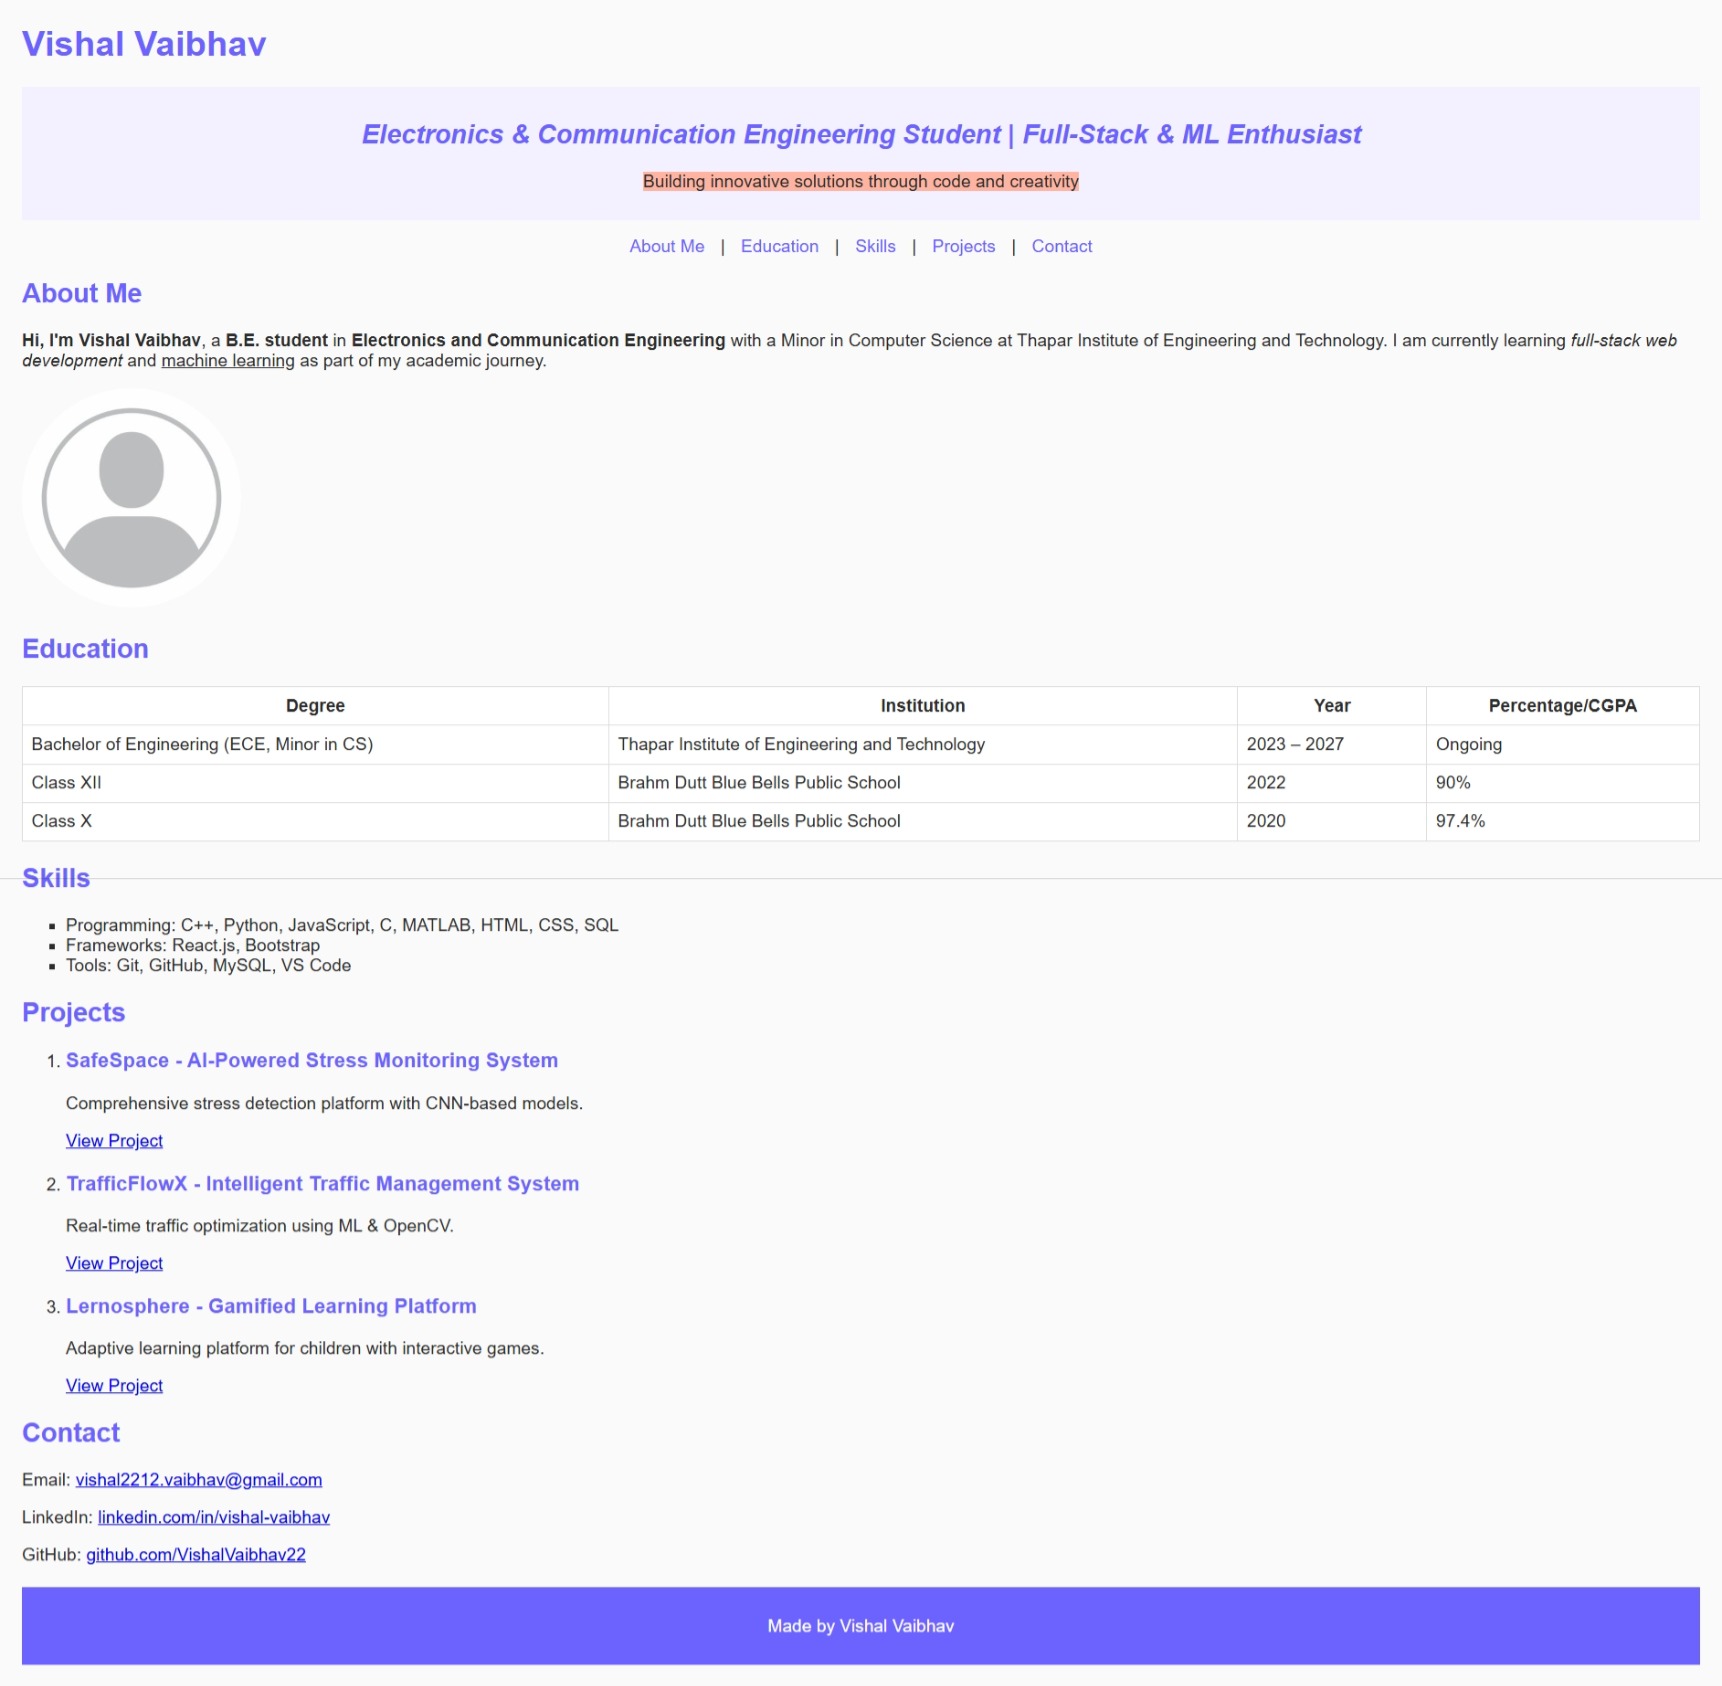 Vishal Vaibhav
Electronics & Communication Engineering Student | Full-Stack & ML Enthusiast
Building innovative solutions through code and creativity
About Me | Education | Skills | Projects | Contact
About Me
Hi, I'm Vishal Vaibhav, a B.E. student in Electronics and Communication Engineering with a Minor in Computer Science at Thapar Institute of Engineering and Technology. I am currently learning full-stack web
development and machine learning as part of my academic journey.
Education
Degree Institution Year Percentage/CGPA
Bachelor of Engineering (ECE, Minor in CS) Thapar Institute of Engineering and Technology 2023 – 2027 Ongoing
Class XII Brahm Dutt Blue Bells Public School 2022 90%
Class X Brahm Dutt Blue Bells Public School 2020 97.4%
Skills
▪ Programming: C++, Python, JavaScript, C, MATLAB, HTML, CSS, SQL
▪ Frameworks: React.js, Bootstrap
▪ Tools: Git, GitHub, MySQL, VS Code
Projects
1. SafeSpace - AI-Powered Stress Monitoring System
Comprehensive stress detection platform with CNN-based models.
View Project
2. TrafficFlowX - Intelligent Traffic Management System
Real-time traffic optimization using ML & OpenCV.
View Project
3. Lernosphere - Gamified Learning Platform
Adaptive learning platform for children with interactive games.
View Project
Contact
Email: vishal2212.vaibhav@gmail.com
LinkedIn: linkedin.com/in/vishal-vaibhav
GitHub: github.com/VishalVaibhav22
Made by Vishal Vaibhav